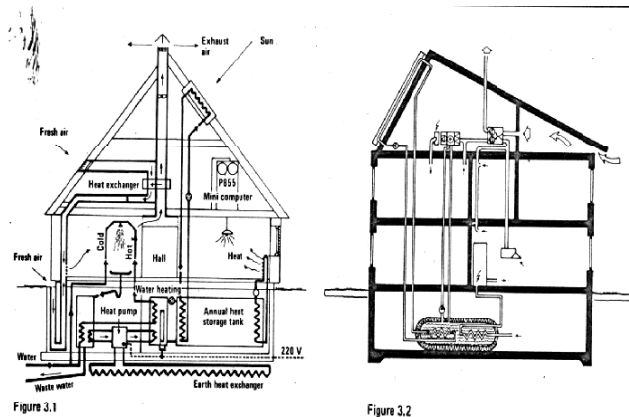 Exhaust
air
Sun
Fresh air
Heat exchanger
P855
Mini computer
Cold
Hot
Hall
Heat
Fresh air
Water heating
Heat pump
Annual heat
storage tank
220 V
Water
Waste water
Earth heat exchanger
Figure 3.1
Figure 3.2